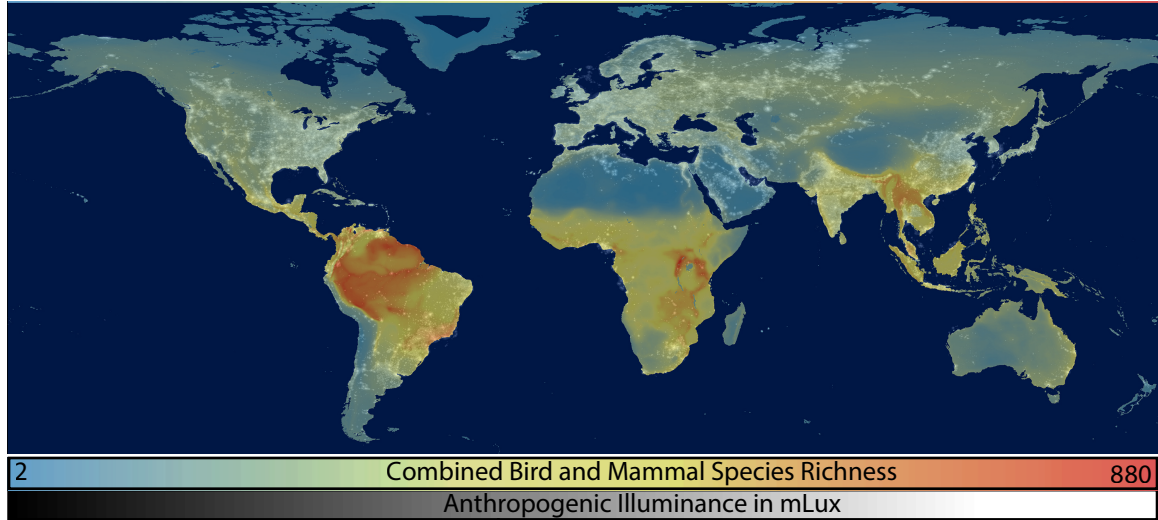 2 Combined Bird and Mammal Species Richness 880
Anthropogenic Illuminance in mLux